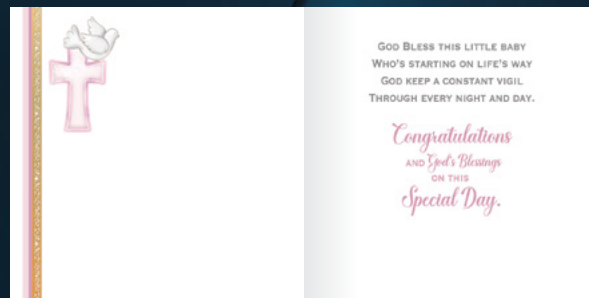 God Bless this little baby
Who's starting on life's way
God keep a constant vigil
Through every night and day.
Congratulations
and God's Blessings
on this
Special Day.